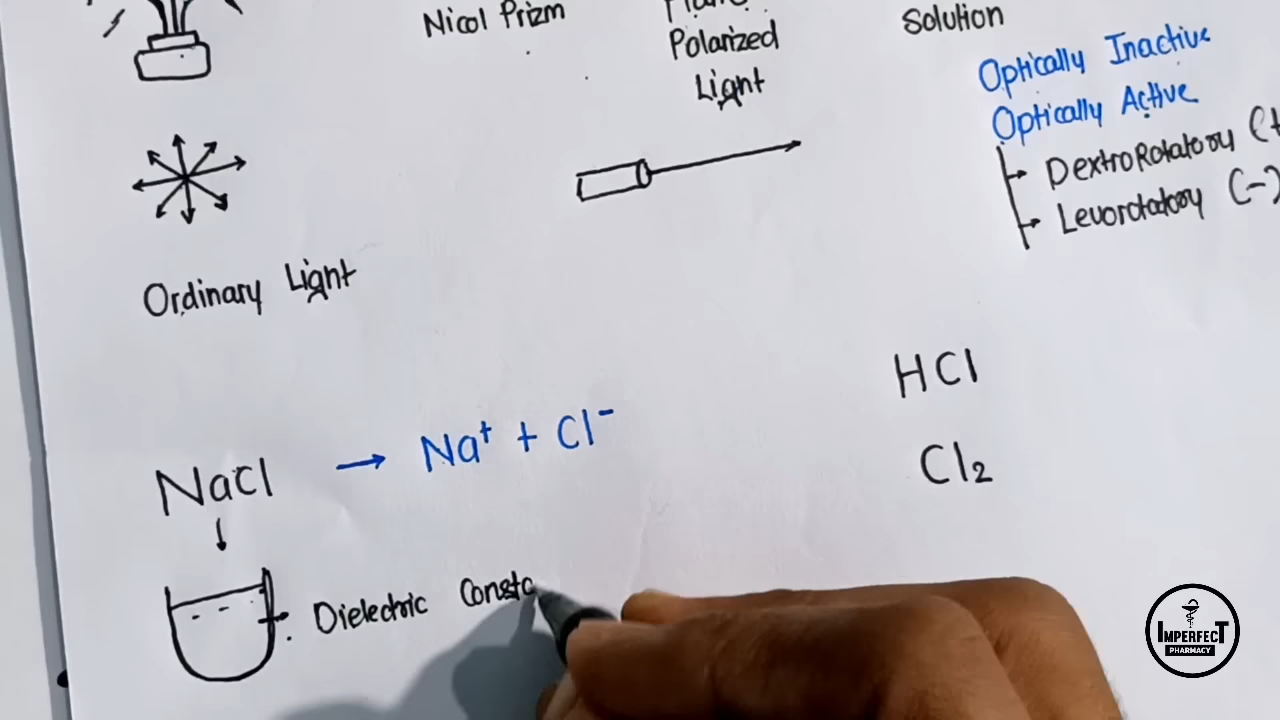 Nicol Prizm
Polarized
Light
Solution
Optically Inactive
Optically Active
DextroRotatory (+
Levorotatory (-)
Ordinary Light
HCl
Cl2
NaCl → Na+ + Cl-
Dielectric Consta
IMPERFECT
PHARMACY